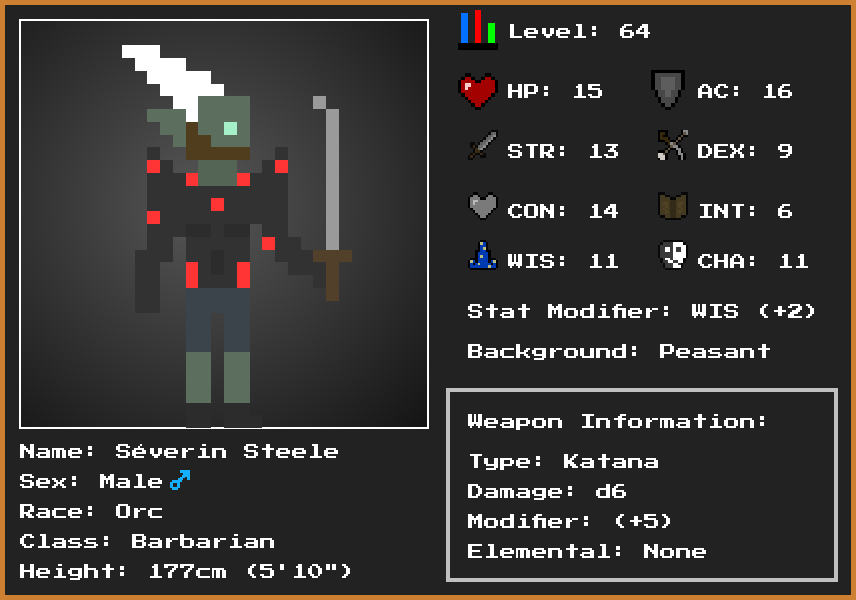 Level: 64
HP: 15
AC: 16
STR: 13
DEX: 9
CON: 14
INT: 6
WIS: 11
CHA: 11
Stat Modifier: WIS (+2)
Background: Peasant
Weapon Information:
Type: Katana
Damage: d6
Modifier: (+5)
Elemental: None
Name: Séverin Steele
Sex: Male ♂
Race: Orc
Class: Barbarian
Height: 177cm (5'10")